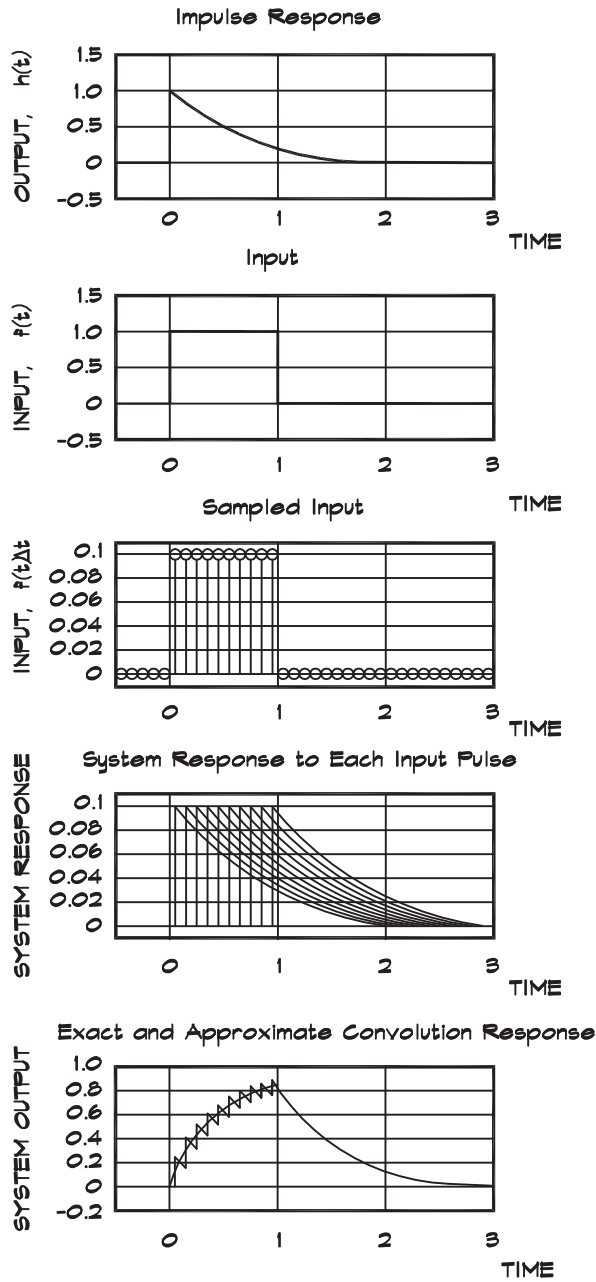 Impulse Response
OUTPUT, h(t)
1.5
1.0
0.5
0
-0.5
0 1 2 3
TIME
Input
INPUT, f(t)
1.5
1.0
0.5
0
-0.5
0 1 2 3
TIME
Sampled Input
INPUT, f(tΔt
0.1
0.08
0.06
0.04
0.02
0
0 1 2 3
TIME
System Response to Each Input Pulse
SYSTEM RESPONSE
0.1
0.08
0.06
0.04
0.02
0
0 1 2 3
TIME
Exact and Approximate Convolution Response
SYSTEM OUTPUT
1.0
0.8
0.6
0.4
0.2
0
-0.2
0 1 2 3
TIME